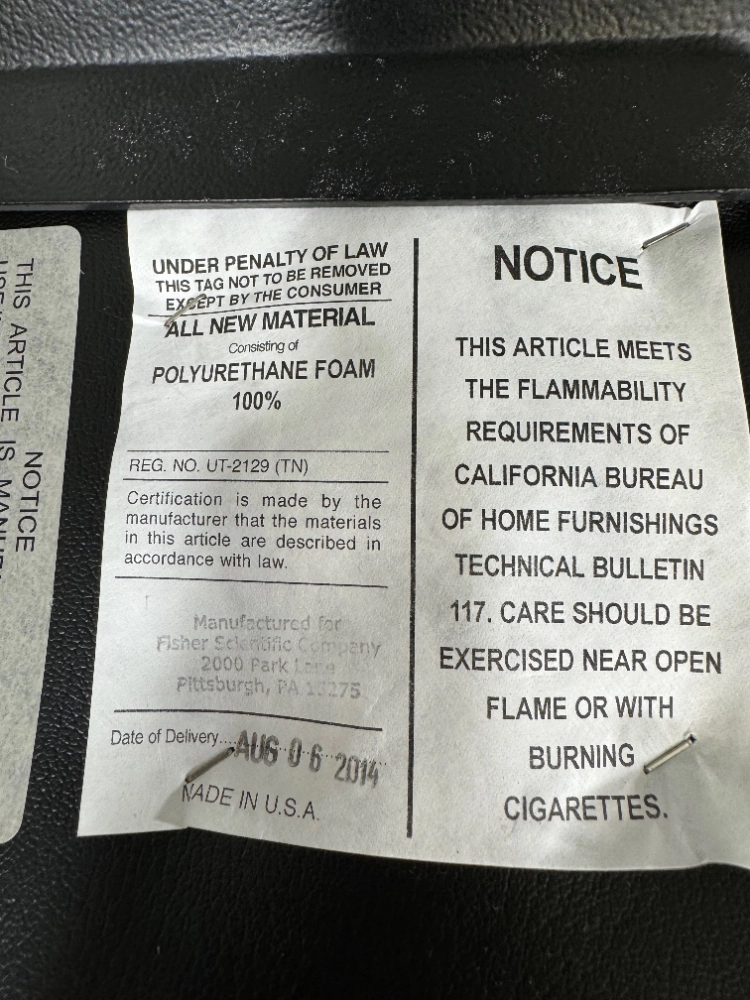 UNDER PENALTY OF LAW
THIS TAG NOT TO BE REMOVED
EXCEPT BY THE CONSUMER
ALL NEW MATERIAL
Consisting of
POLYURETHANE FOAM
100%
REG. NO. UT-2129 (TN)
Certification is made by the
manufacturer that the materials
in this article are described in
accordance with law.
Manufactured for
Fisher Scientific Company
2000 Park Lane
Pittsburgh, PA 15275
Date of Delivery....AUG 06 2014
MADE IN U.S.A.
NOTICE
THIS ARTICLE MEETS
THE FLAMMABILITY
REQUIREMENTS OF
CALIFORNIA BUREAU
OF HOME FURNISHINGS
TECHNICAL BULLETIN
117. CARE SHOULD BE
EXERCISED NEAR OPEN
FLAME OR WITH
BURNING
CIGARETTES.
NOTICE
THIS ARTICLE IS